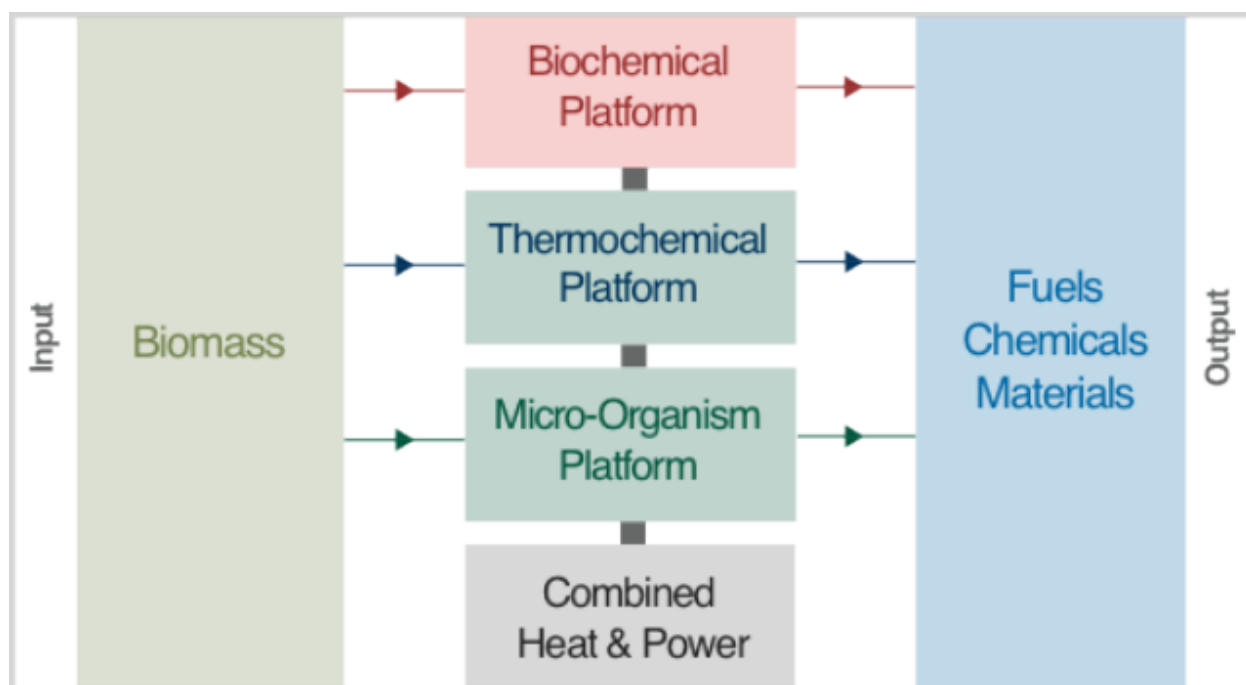 Input
Biomass
Biochemical
Platform
Thermochemical
Platform
Micro-Organism
Platform
Combined
Heat & Power
Fuels
Chemicals
Materials
Output